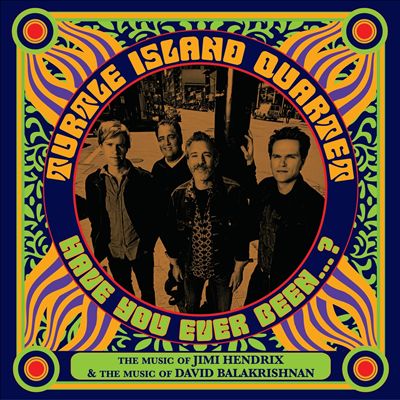 TURTLE ISLAND QUARTET
HAVE YOU EVER BEEN...?
THE MUSIC OF JIMI HENDRIX
& THE MUSIC OF DAVID BALAKRISHNAN